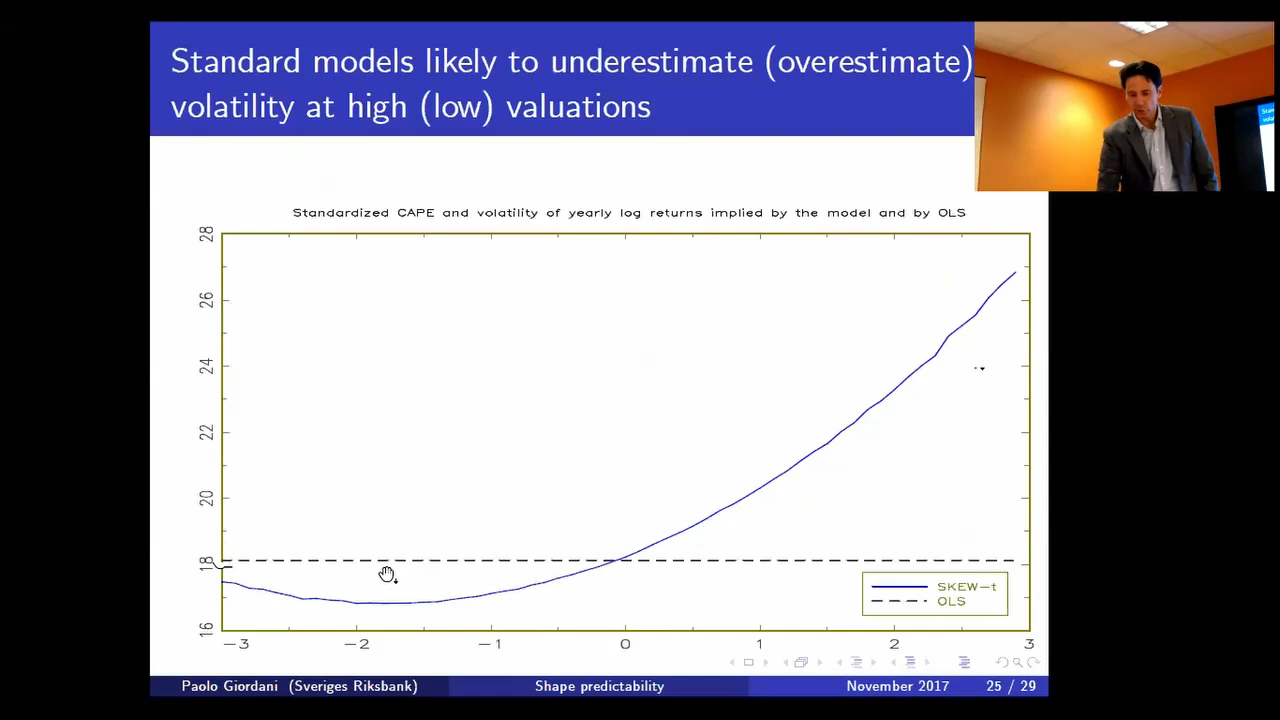 Standard models likely to underestimate (overestimate)
volatility at high (low) valuations
Standardized CAPE and volatility of yearly log returns implied by the model and by OLS
28
26
24
22
20
18
16
-3
-2
-1
0
1
2
3
SKEW-t
OLS
Paolo Giordani (Sveriges Riksbank)
Shape predictability
November 2017
25 / 29